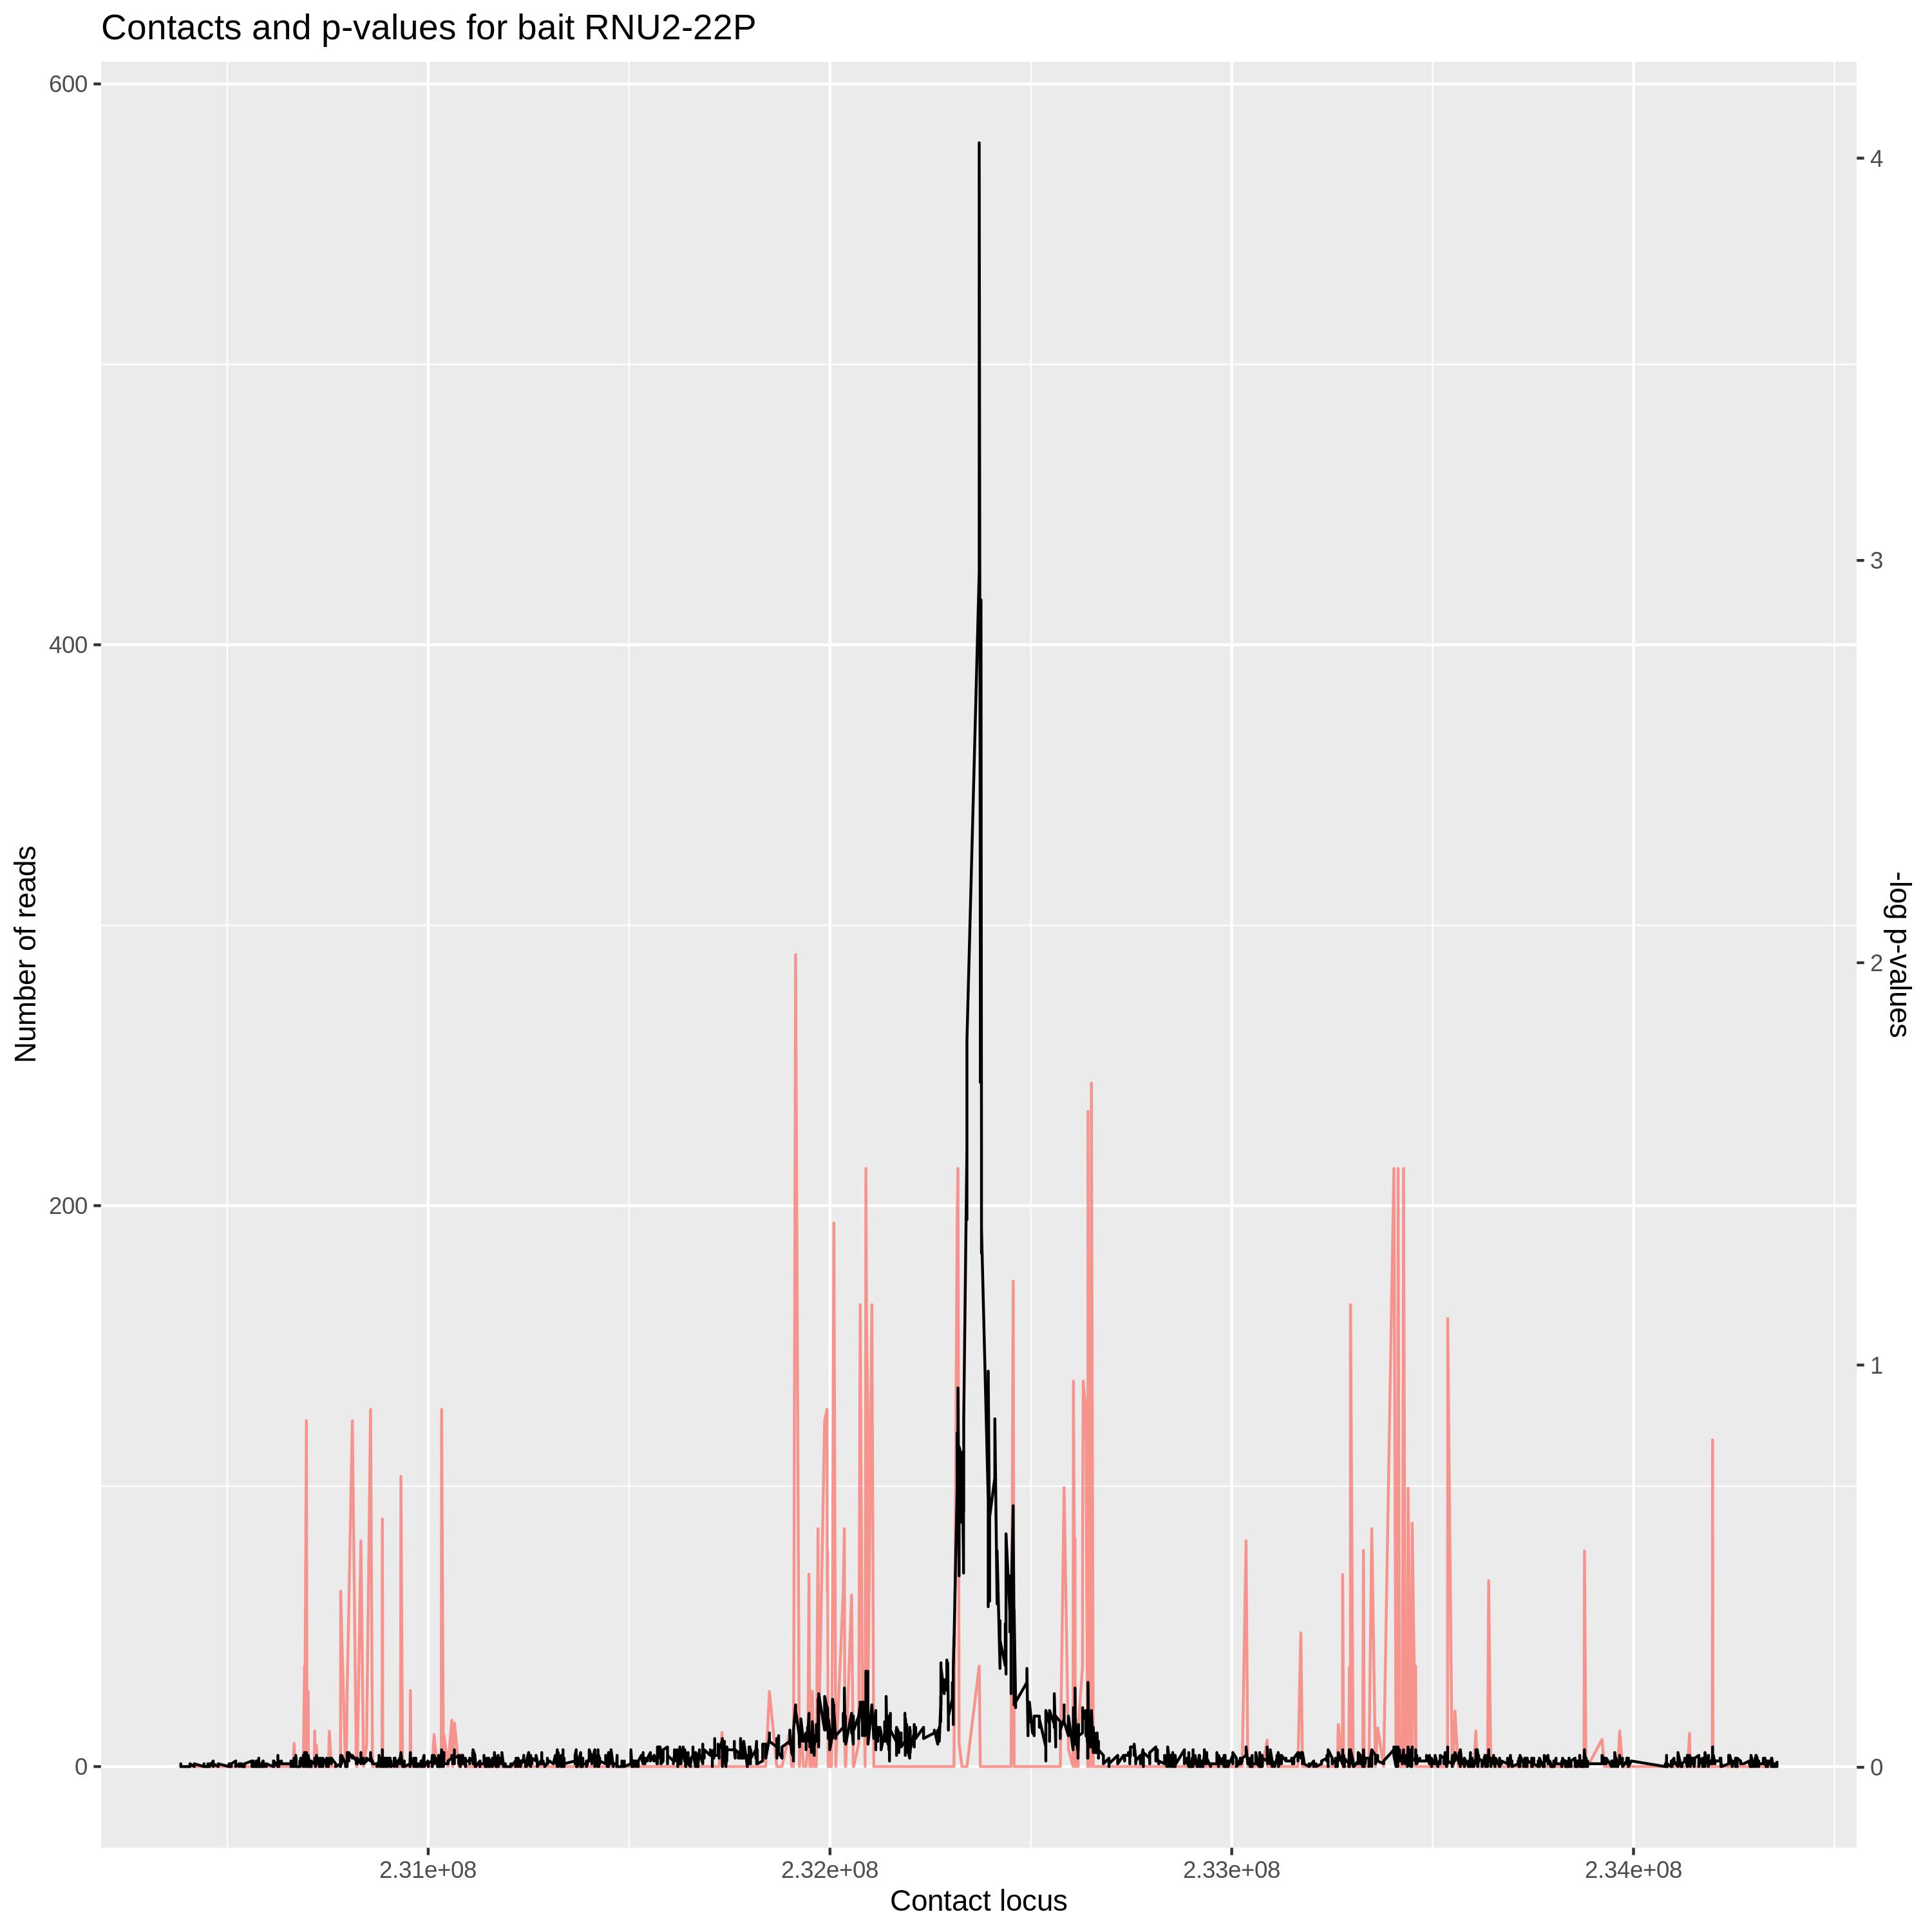 Contacts and p-values for bait RNU2-22P
600
400
200
0
Number of reads
4
3
2
1
0
-log p-values
2.31e+08
2.32e+08
2.33e+08
2.34e+08
Contact locus